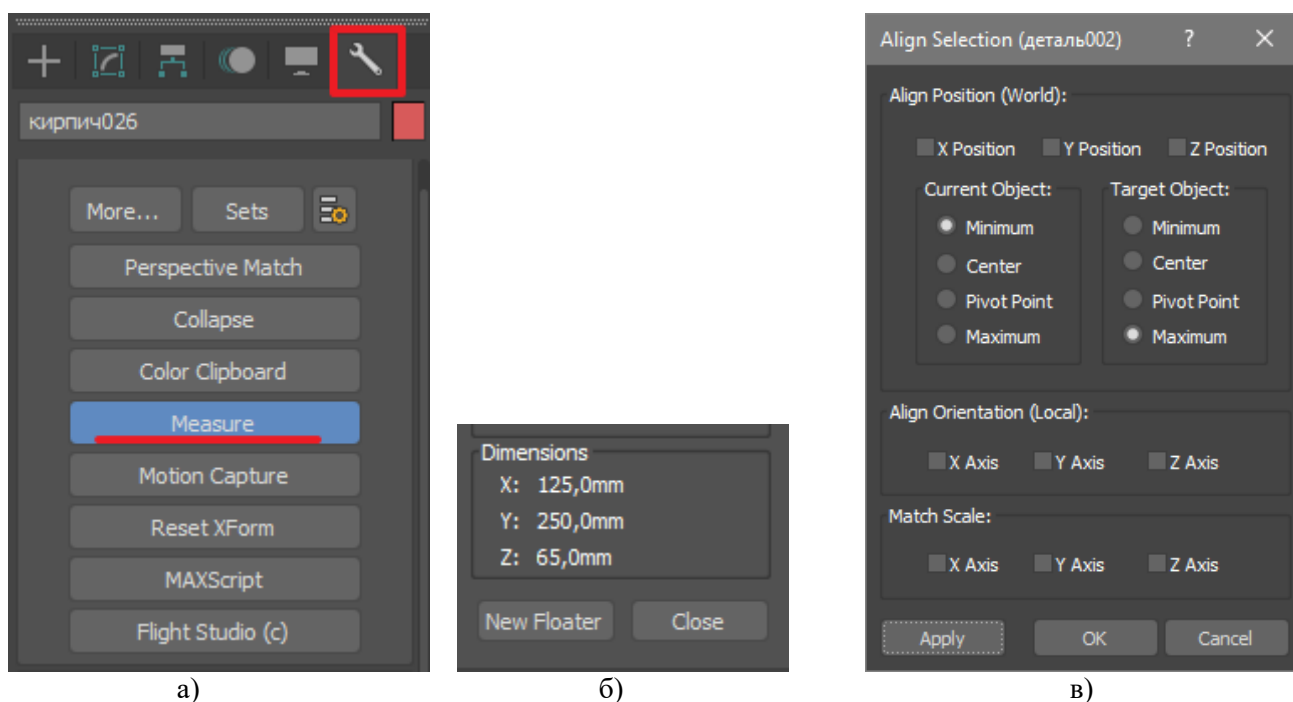 кирпич026
More... Sets
Perspective Match
Collapse
Color Clipboard
Measure
Motion Capture
Reset XForm
MAXScript
Flight Studio (c)
а)
Dimensions
X: 125,0mm
Y: 250,0mm
Z: 65,0mm
New Floater Close
б)
Align Selection (деталь002) ? ×
Align Position (World):
X Position Y Position Z Position
Current Object: Target Object:
Minimum Minimum
Center Center
Pivot Point Pivot Point
Maximum Maximum
Align Orientation (Local):
X Axis Y Axis Z Axis
Match Scale:
X Axis Y Axis Z Axis
Apply OK Cancel
в)